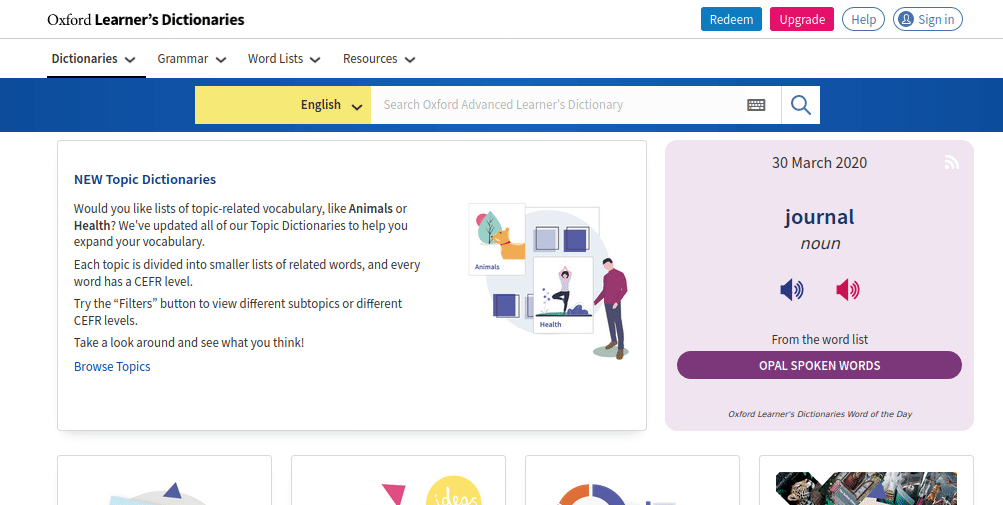 Oxford Learner's Dictionaries
Redeem
Upgrade
Help
Sign in
Dictionaries
Grammar
Word Lists
Resources
English
Search Oxford Advanced Learner's Dictionary
NEW Topic Dictionaries
Would you like lists of topic-related vocabulary, like Animals or
Health? We've updated all of our Topic Dictionaries to help you
expand your vocabulary.
Each topic is divided into smaller lists of related words, and every
word has a CEFR level.
Try the “Filters” button to view different subtopics or different
CEFR levels.
Take a look around and see what you think!
Browse Topics
Animals
Health
30 March 2020
journal
noun
From the word list
OPAL SPOKEN WORDS
Oxford Learner's Dictionaries Word of the Day
ideas